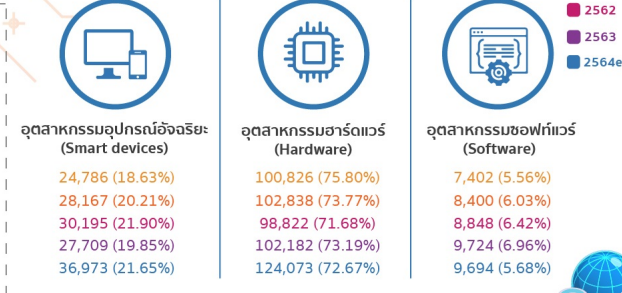 2562
2563
2564e
อุตสาหกรรมอุปกรณ์อัจฉริยะ
(Smart devices)
24,786 (18.63%)
28,167 (20.21%)
30,195 (21.90%)
27,709 (19.85%)
36,973 (21.65%)
อุตสาหกรรมฮาร์ดแวร์
(Hardware)
100,826 (75.80%)
102,838 (73.77%)
98,822 (71.68%)
102,182 (73.19%)
124,073 (72.67%)
อุตสาหกรรมซอฟท์แวร์
(Software)
7,402 (5.56%)
8,400 (6.03%)
8,848 (6.42%)
9,724 (6.96%)
9,694 (5.68%)